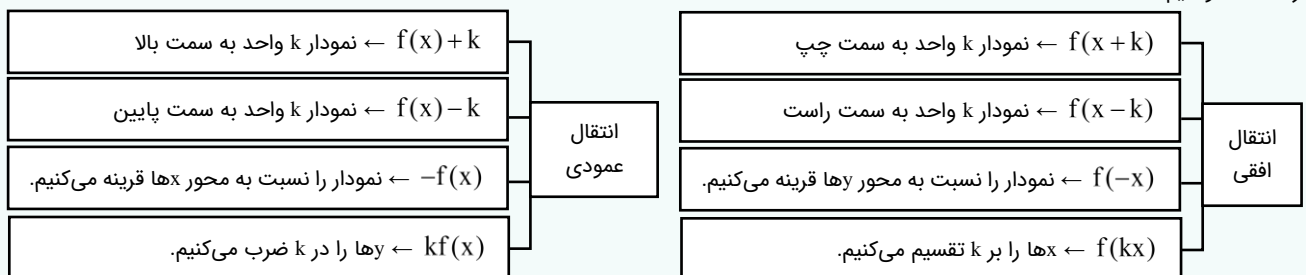 انتقال افقی
f(x+k) ← نمودار k واحد به سمت چپ
f(x−k) ← نمودار k واحد به سمت راست
f(−x) ← نمودار را نسبت به محور yها قرینه می‌کنیم.
f(kx) ← xها را بر k تقسیم می‌کنیم.
انتقال عمودی
f(x)+k ← نمودار k واحد به سمت بالا
f(x)−k ← نمودار k واحد به سمت پایین
−f(x) ← نمودار را نسبت به محور xها قرینه می‌کنیم.
kf(x) ← yها را در k ضرب می‌کنیم.